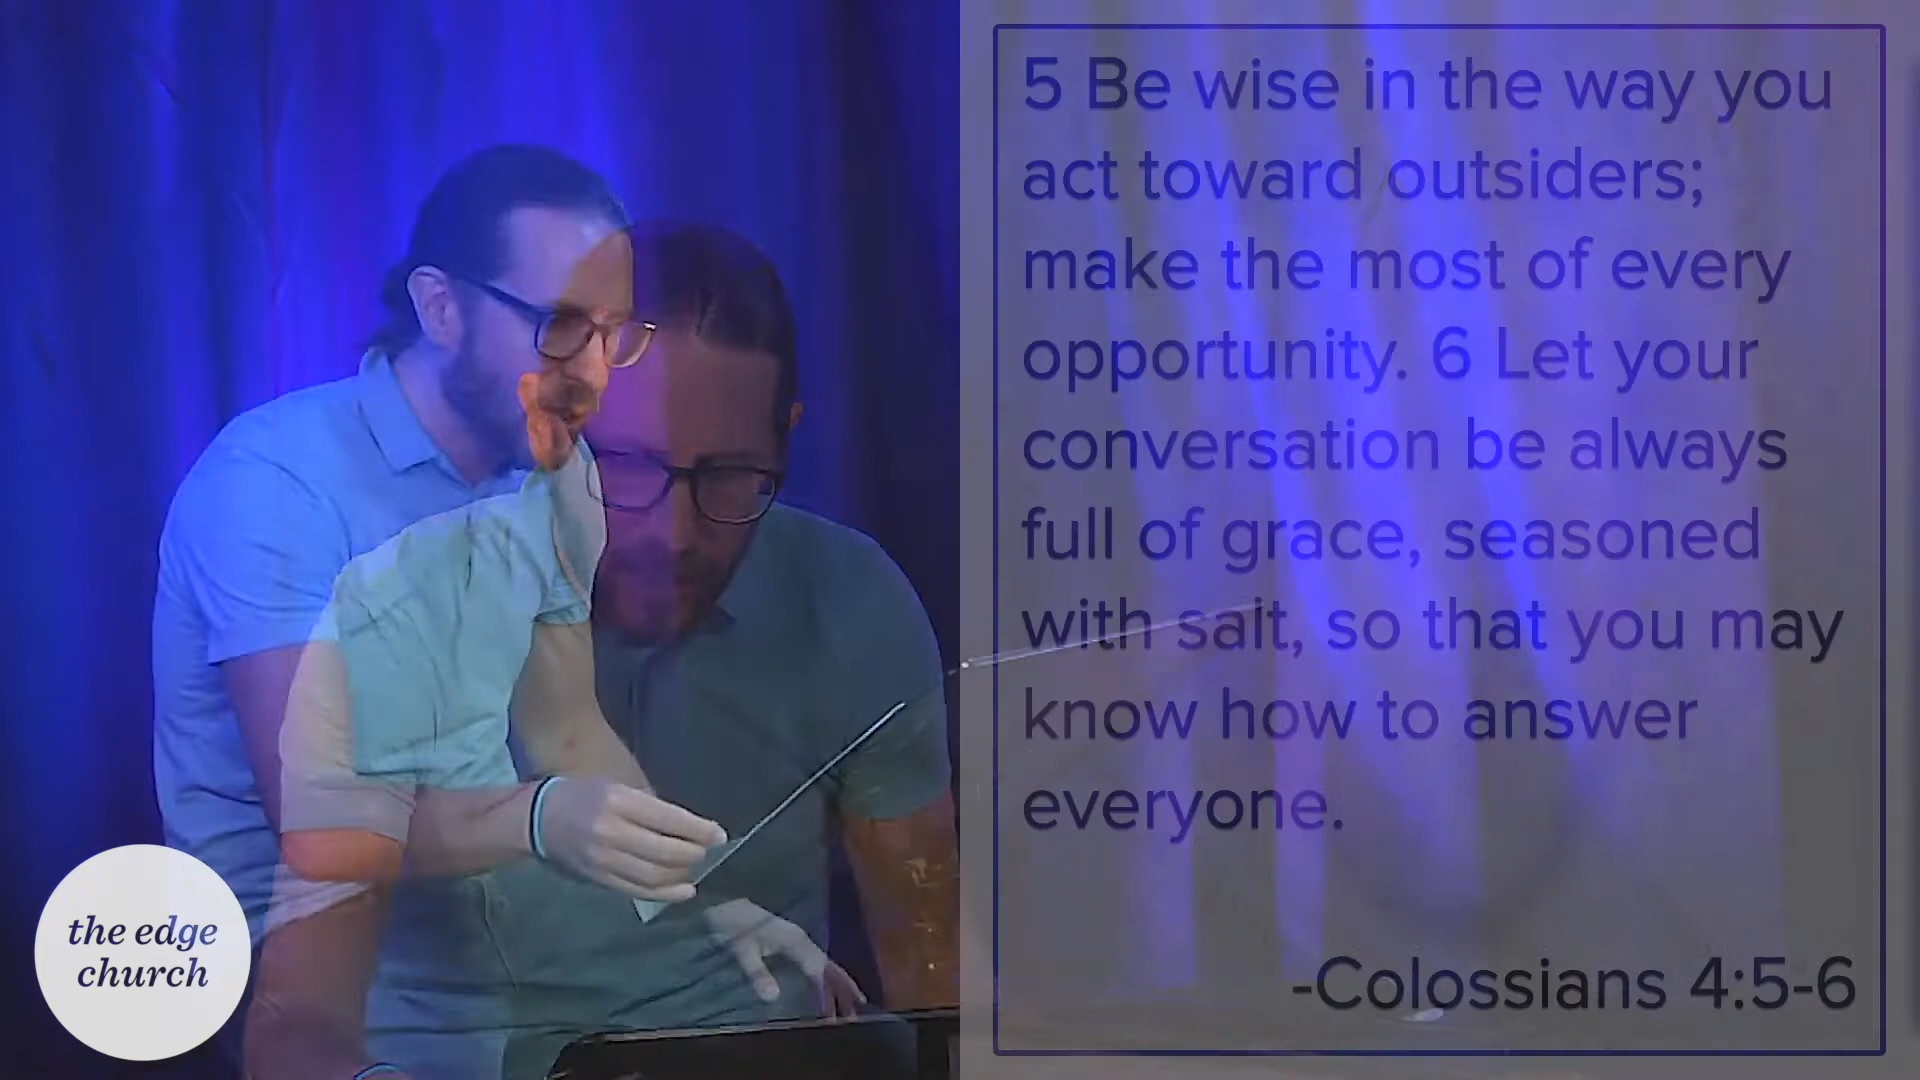 5 Be wise in the way you
act toward outsiders;
make the most of every
opportunity. 6 Let your
conversation be always
full of grace, seasoned
with salt, so that you may
know how to answer
everyone.
-Colossians 4:5-6
the edge
church